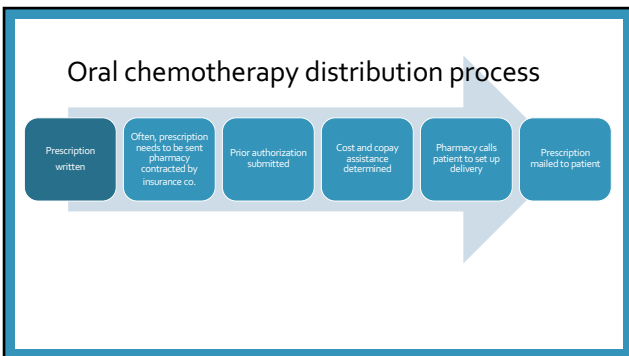 Oral chemotherapy distribution process
Prescription
written
Often, prescription
needs to be sent
pharmacy
contracted by
insurance co.
Prior authorization
submitted
Cost and copay
assistance
determined
Pharmacy calls
patient to set up
delivery
Prescription
mailed to patient